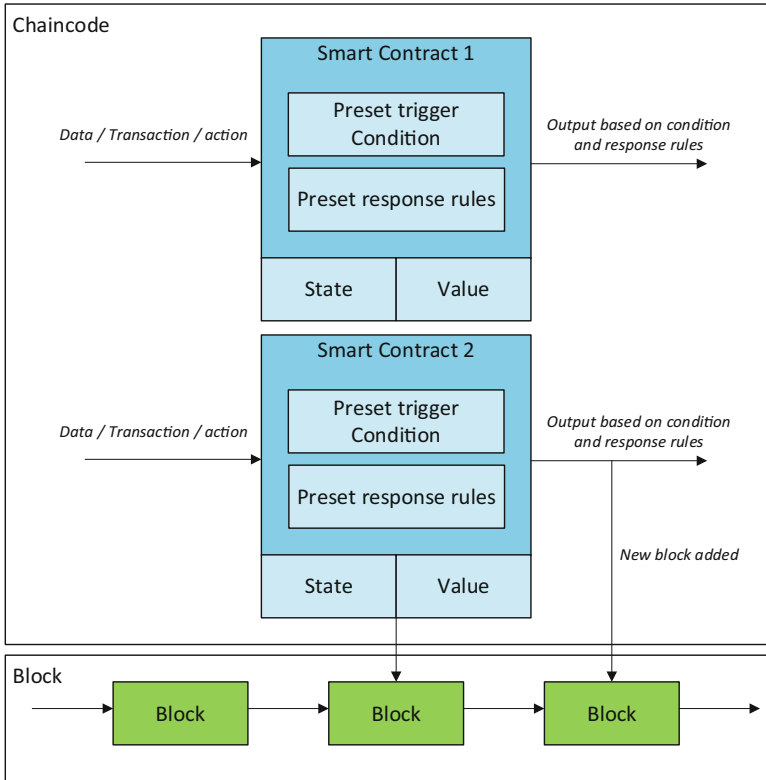 Chaincode
Smart Contract 1
Preset trigger
Condition
Preset response rules
Data / Transaction / action
Output based on condition
and response rules
State
Value
Smart Contract 2
Preset trigger
Condition
Preset response rules
Data / Transaction / action
Output based on condition
and response rules
New block added
State
Value
Block
Block
Block
Block